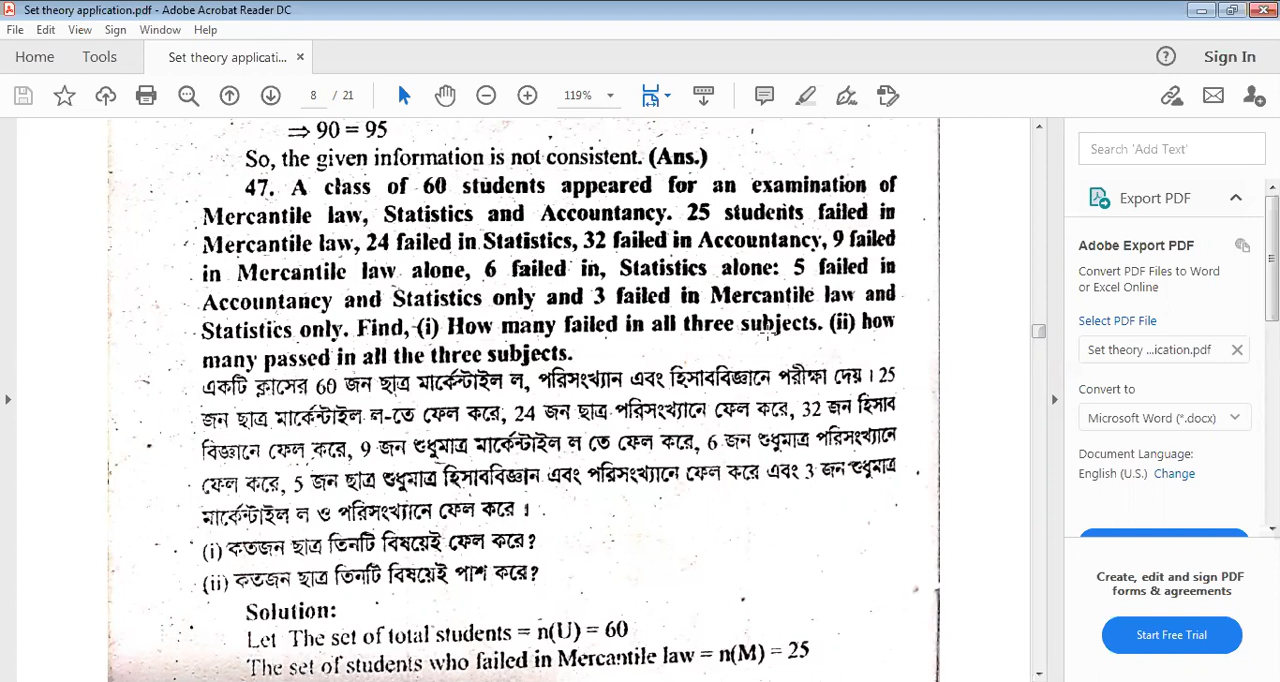 Set theory application.pdf - Adobe Acrobat Reader DC
File Edit View Sign Window Help
Home Tools Set theory applicati... × Sign In
8 / 21 119%
⇒ 90 = 95
So, the given information is not consistent. (Ans.)
47. A class of 60 students appeared for an examination of
Mercantile law, Statistics and Accountancy. 25 students failed in
Mercantile law, 24 failed in Statistics, 32 failed in Accountancy, 9 failed
in Mercantile law alone, 6 failed in, Statistics alone: 5 failed in
Accountancy and Statistics only and 3 failed in Mercantile law and
Statistics only. Find, (i) How many failed in all three subjects. (ii) how
many passed in all the three subjects.
একটি ক্লাসের 60 জন ছাত্র মার্কেন্টাইল ল, পরিসংখ্যান এবং হিসাববিজ্ঞানে পরীক্ষা দেয়। 25
জন ছাত্র মার্কেন্টাইল ল-তে ফেল করে, 24 জন ছাত্র পরিসংখ্যানে ফেল করে, 32 জন হিসাব
বিজ্ঞানে ফেল করে, 9 জন শুধুমাত্র মার্কেন্টাইল ল তে ফেল করে, 6 জন শুধুমাত্র পরিসংখ্যানে
ফেল করে, 5 জন ছাত্র শুধুমাত্র হিসাববিজ্ঞান এবং পরিসংখ্যানে ফেল করে এবং 3 জন শুধুমাত্র
মার্কেন্টাইল ল ও পরিসংখ্যানে ফেল করে।
(i) কতজন ছাত্র তিনটি বিষয়েই ফেল করে?
(ii) কতজন ছাত্র তিনটি বিষয়েই পাশ করে?
Solution:
Let The set of total students = n(U) = 60
The set of students who failed in Mercantile law = n(M) = 25
Search 'Add Text'
Export PDF
Adobe Export PDF
Convert PDF Files to Word
or Excel Online
Select PDF File
Set theory ...ication.pdf
Convert to
Microsoft Word (*.docx)
Document Language:
English (U.S.) Change
Create, edit and sign PDF
forms & agreements
Start Free Trial